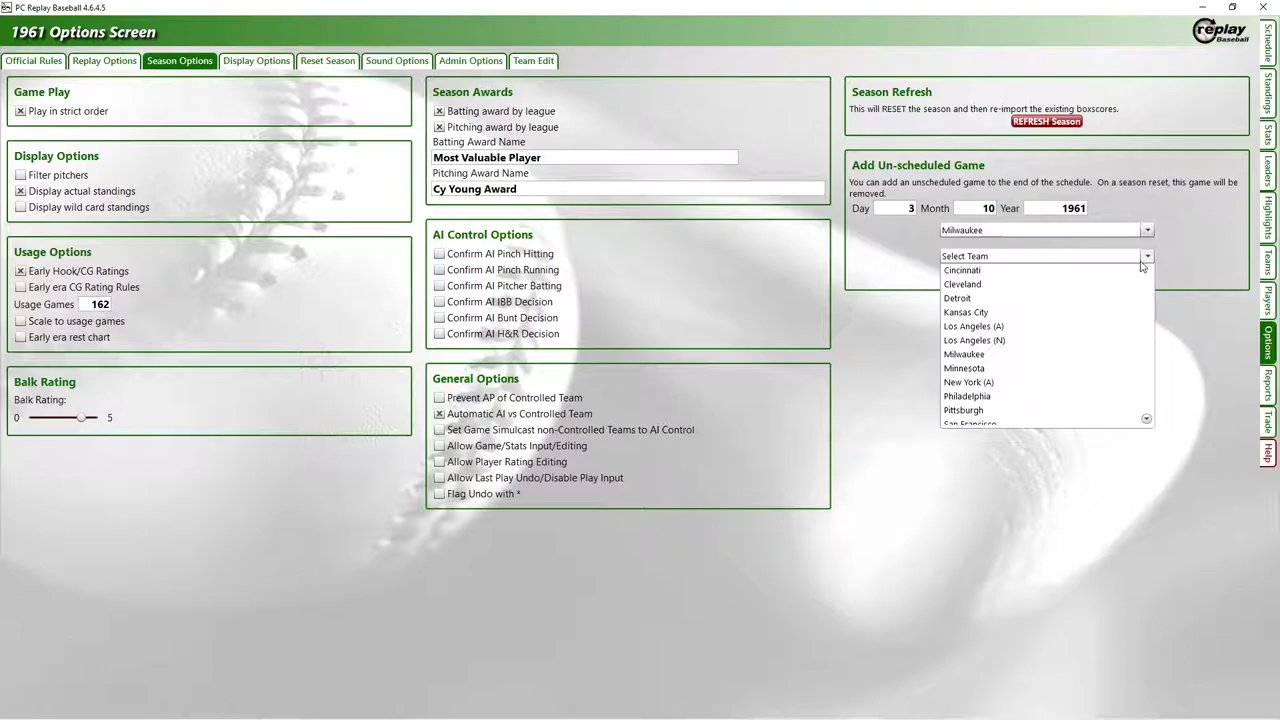 PC Replay Baseball 4.6.4.5
1961 Options Screen
replay
Baseball
Official Rules
Replay Options
Season Options
Display Options
Reset Season
Sound Options
Admin Options
Team Edit
Game Play
Play in strict order
Display Options
Filter pitchers
Display actual standings
Display wild card standings
Usage Options
Early Hook/CG Ratings
Early era CG Rating Rules
Usage Games 162
Scale to usage games
Early era rest chart
Balk Rating
Balk Rating:
0 5
Season Awards
Batting award by league
Pitching award by league
Batting Award Name
Most Valuable Player
Pitching Award Name
Cy Young Award
AI Control Options
Confirm AI Pinch Hitting
Confirm AI Pinch Running
Confirm AI Pitcher Batting
Confirm AI IBB Decision
Confirm AI Bunt Decision
Confirm AI H&R Decision
General Options
Prevent AP of Controlled Team
Automatic AI vs Controlled Team
Set Game Simulcast non-Controlled Teams to AI Control
Allow Game/Stats Input/Editing
Allow Player Rating Editing
Allow Last Play Undo/Disable Play Input
Flag Undo with *
Season Refresh
This will RESET the season and then re-import the existing boxscores.
REFRESH Season
Add Un-scheduled Game
You can add an unscheduled game to the end of the schedule. On a season reset, this game will be
removed.
Day 3 Month 10 Year 1961
Milwaukee
Select Team
Cincinnati
Cleveland
Detroit
Kansas City
Los Angeles (A)
Los Angeles (N)
Milwaukee
Minnesota
New York (A)
Philadelphia
Pittsburgh
San Francisco
Schedule
Standings
Stats
Leaders
Highlights
Teams
Players
Options
Reports
Trade
Help